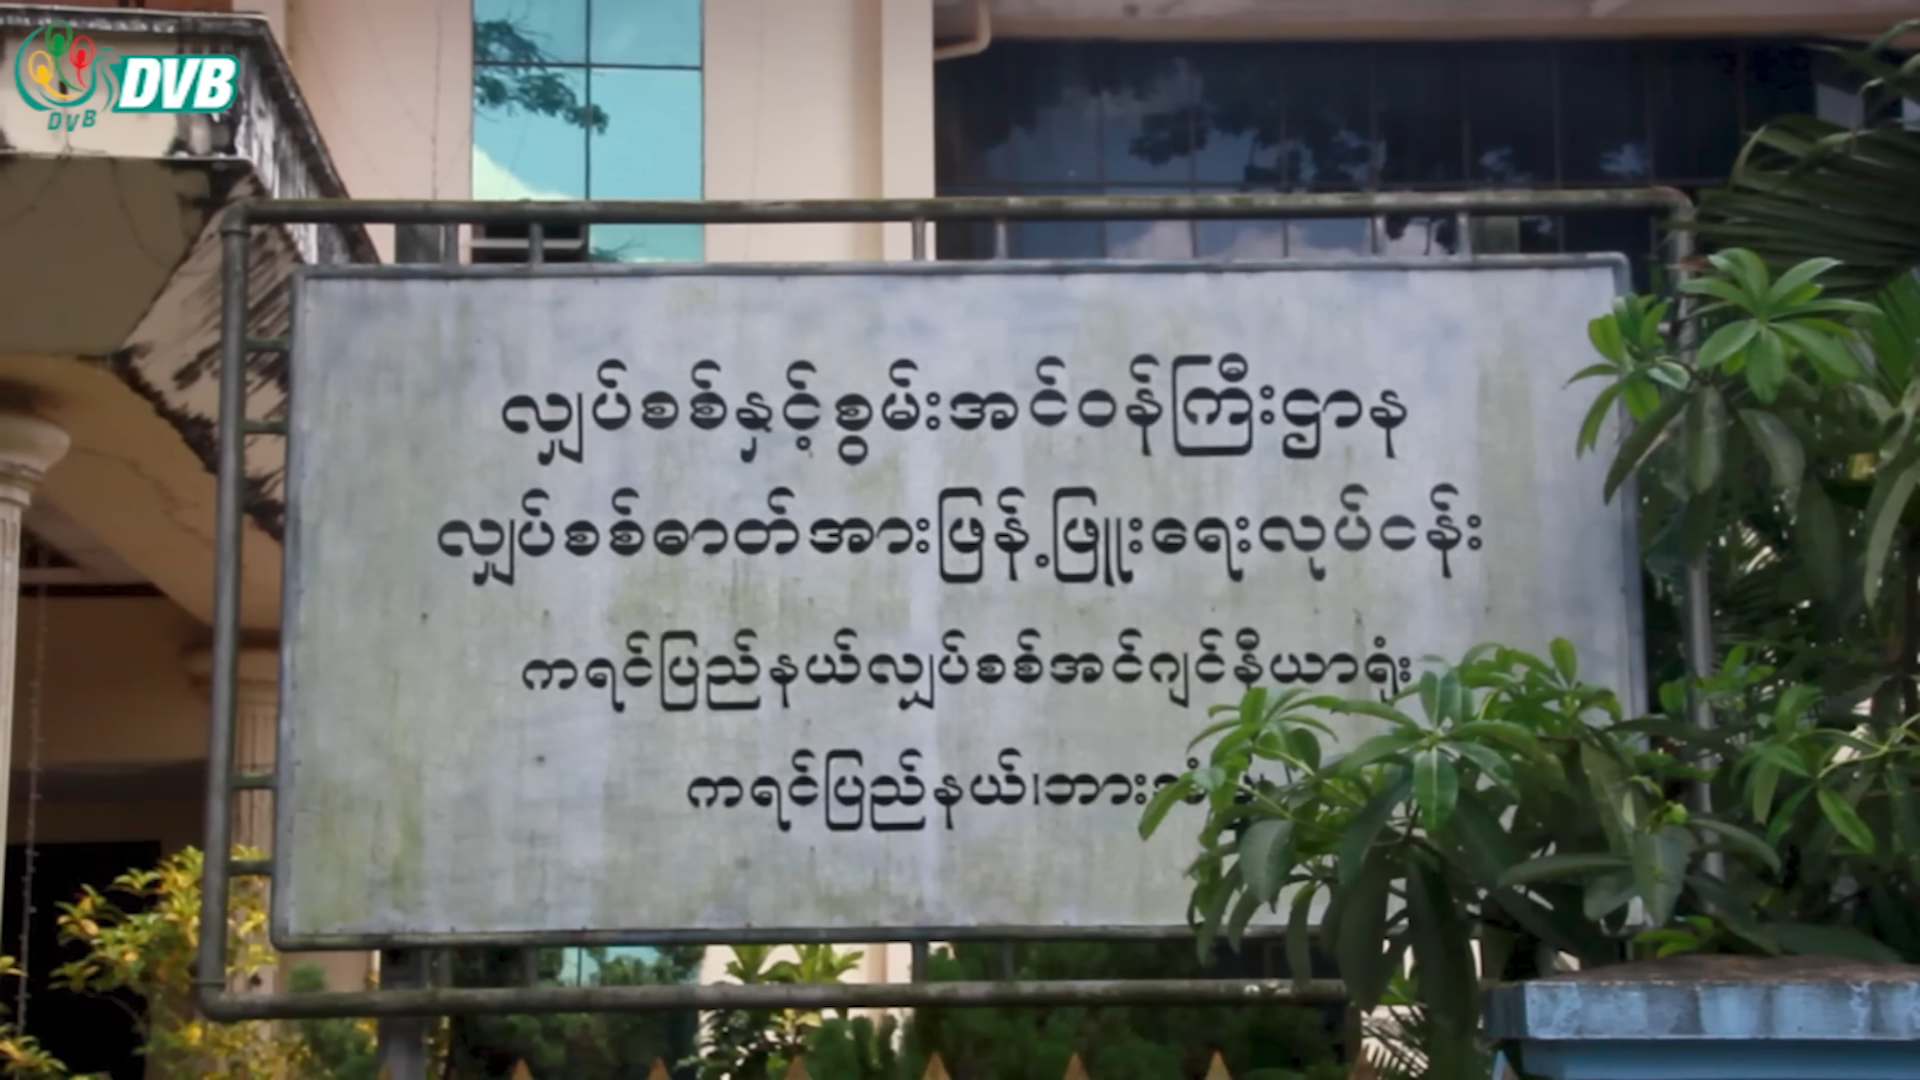 DVB
DVB
လျှပ်စစ်နှင့်စွမ်းအင်ဝန်ကြီးဌာန
လျှပ်စစ်ဓာတ်အားဖြန့်ဖြူးရေးလုပ်ငန်း
ကရင်ပြည်နယ်လျှပ်စစ်အင်ဂျင်နီယာရုံး
ကရင်ပြည်နယ်၊